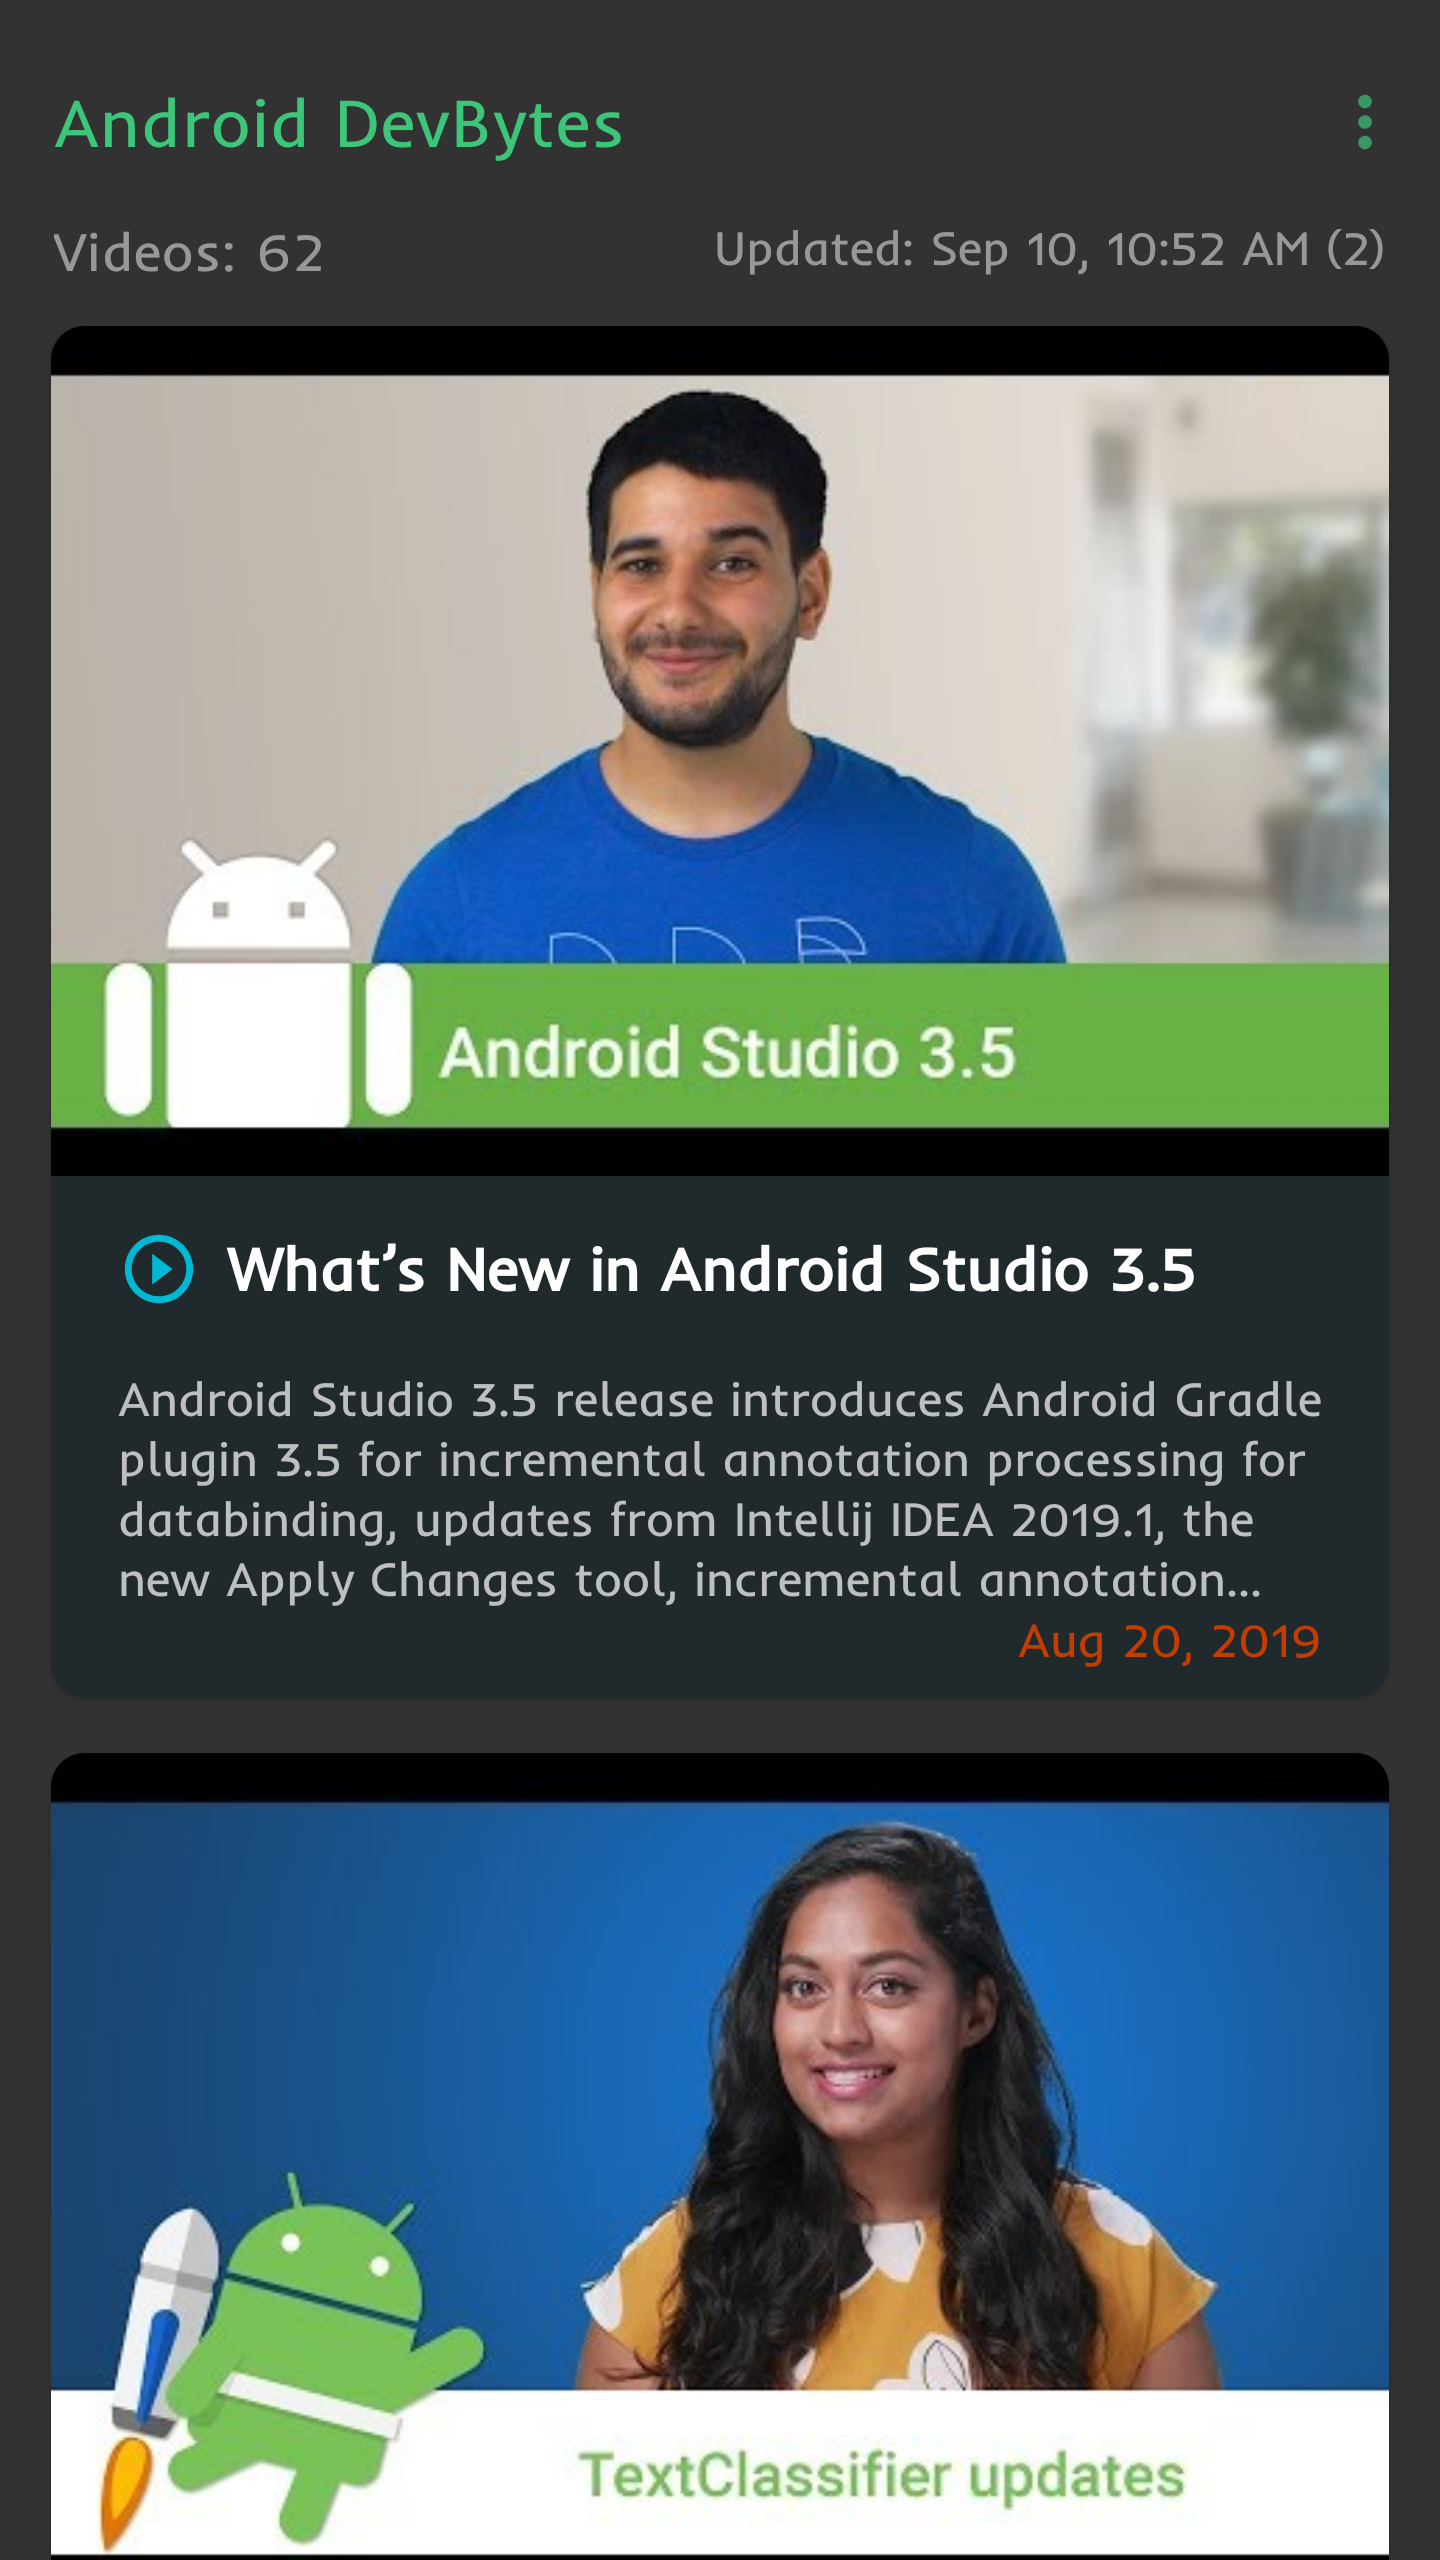 Android DevBytes
Videos: 62
Updated: Sep 10, 10:52 AM (2)
Android Studio 3.5
What's New in Android Studio 3.5
Android Studio 3.5 release introduces Android Gradle
plugin 3.5 for incremental annotation processing for
databinding, updates from Intellij IDEA 2019.1, the
new Apply Changes tool, incremental annotation...
Aug 20, 2019
TextClassifier updates